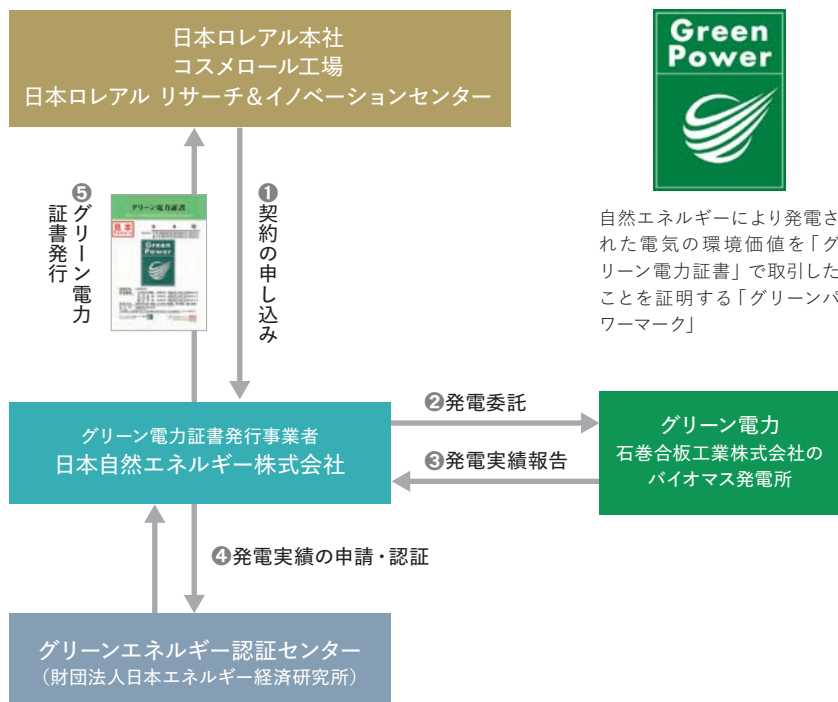 日本ロレアル本社
コスメロール工場
日本ロレアル リサーチ&イノベーションセンター
Green
Power
自然エネルギーにより発電さ
れた電気の環境価値を「グ
リーン電力証書」で取引した
ことを証明する「グリーンパ
ワーマーク」
❺グリーン電力
証書発行
グリーン電力証書
見本
Green
Power
❶契約の申し込み
グリーン電力証書発行事業者
日本自然エネルギー株式会社
❷発電委託
❸発電実績報告
グリーン電力
石巻合板工業株式会社の
バイオマス発電所
❹発電実績の申請・認証
グリーンエネルギー認証センター
(財団法人日本エネルギー経済研究所)